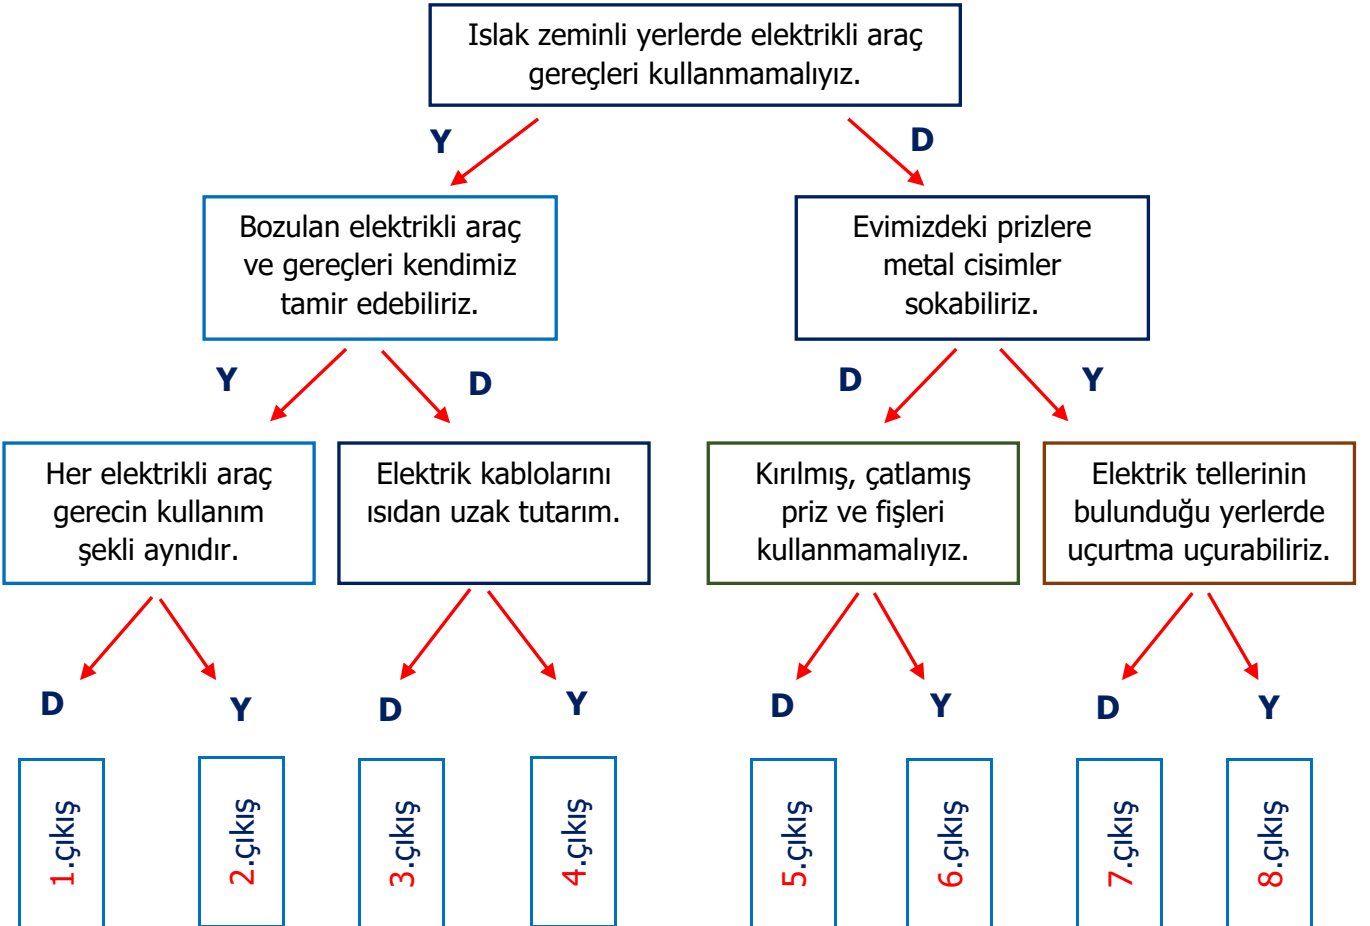 Islak zeminli yerlerde elektrikli araç
gereçleri kullanmamalıyız.
Y
D
Bozulan elektrikli araç
ve gereçleri kendimiz
tamir edebiliriz.
Evimizdeki prizlere
metal cisimler
sokabiliriz.
Y
D
D
Y
Her elektrikli araç
gerecin kullanım
şekli aynıdır.
Elektrik kablolarını
ısıdan uzak tutarım.
Kırılmış, çatlamış
priz ve fişleri
kullanmamalıyız.
Elektrik tellerinin
bulunduğu yerlerde
uçurtma uçurabiliriz.
D
Y
D
Y
D
Y
D
Y
1.çıkış
2.çıkış
3.çıkış
4.çıkış
5.çıkış
6.çıkış
7.çıkış
8.çıkış